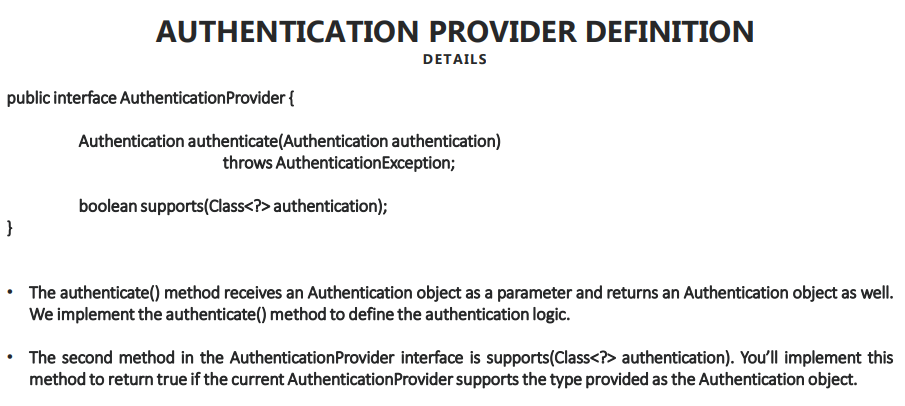 AUTHENTICATION PROVIDER DEFINITION
DETAILS
public interface AuthenticationProvider {
Authentication authenticate(Authentication authentication)
throws AuthenticationException;
boolean supports(Class<?> authentication);
}
• The authenticate() method receives an Authentication object as a parameter and returns an Authentication object as well.
We implement the authenticate() method to define the authentication logic.
• The second method in the AuthenticationProvider interface is supports(Class<?> authentication). You’ll implement this
method to return true if the current AuthenticationProvider supports the type provided as the Authentication object.